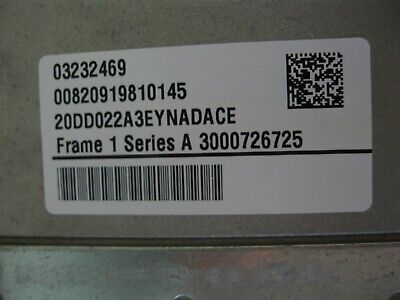 03232469
00820919810145
20DD022A3EYNADACE
Frame 1 Series A 3000726725